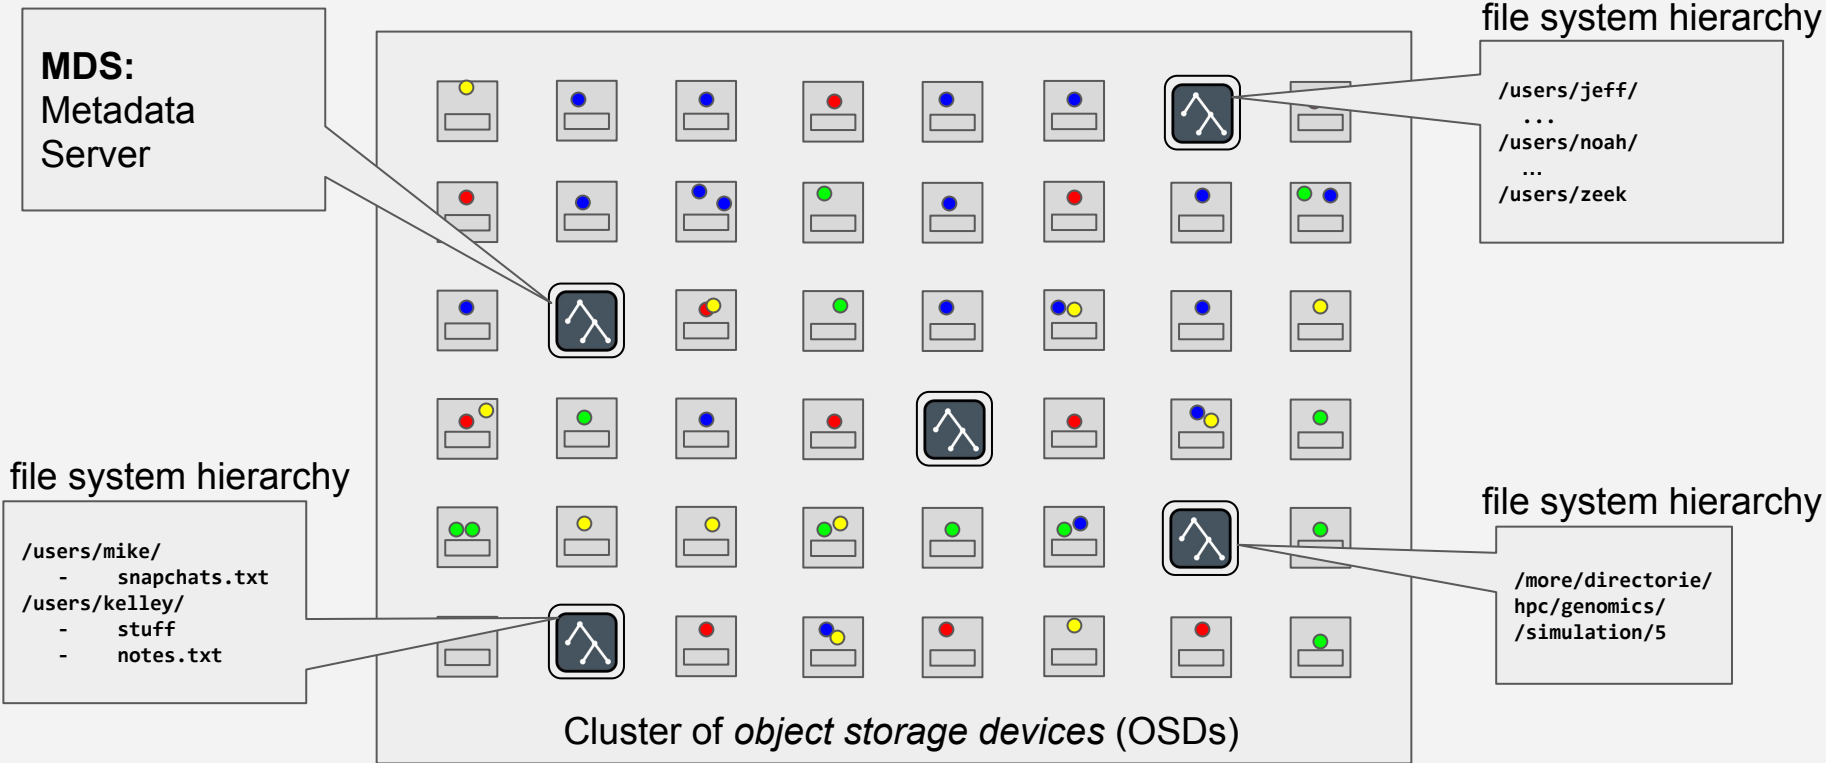 MDS:
Metadata
Server
file system hierarchy
/users/jeff/
...
/users/noah/
...
/users/zeek
file system hierarchy
/users/mike/
- snapchats.txt
/users/kelley/
- stuff
- notes.txt
file system hierarchy
/more/directorie/
hpc/genomics/
/simulation/5
Cluster of object storage devices (OSDs)